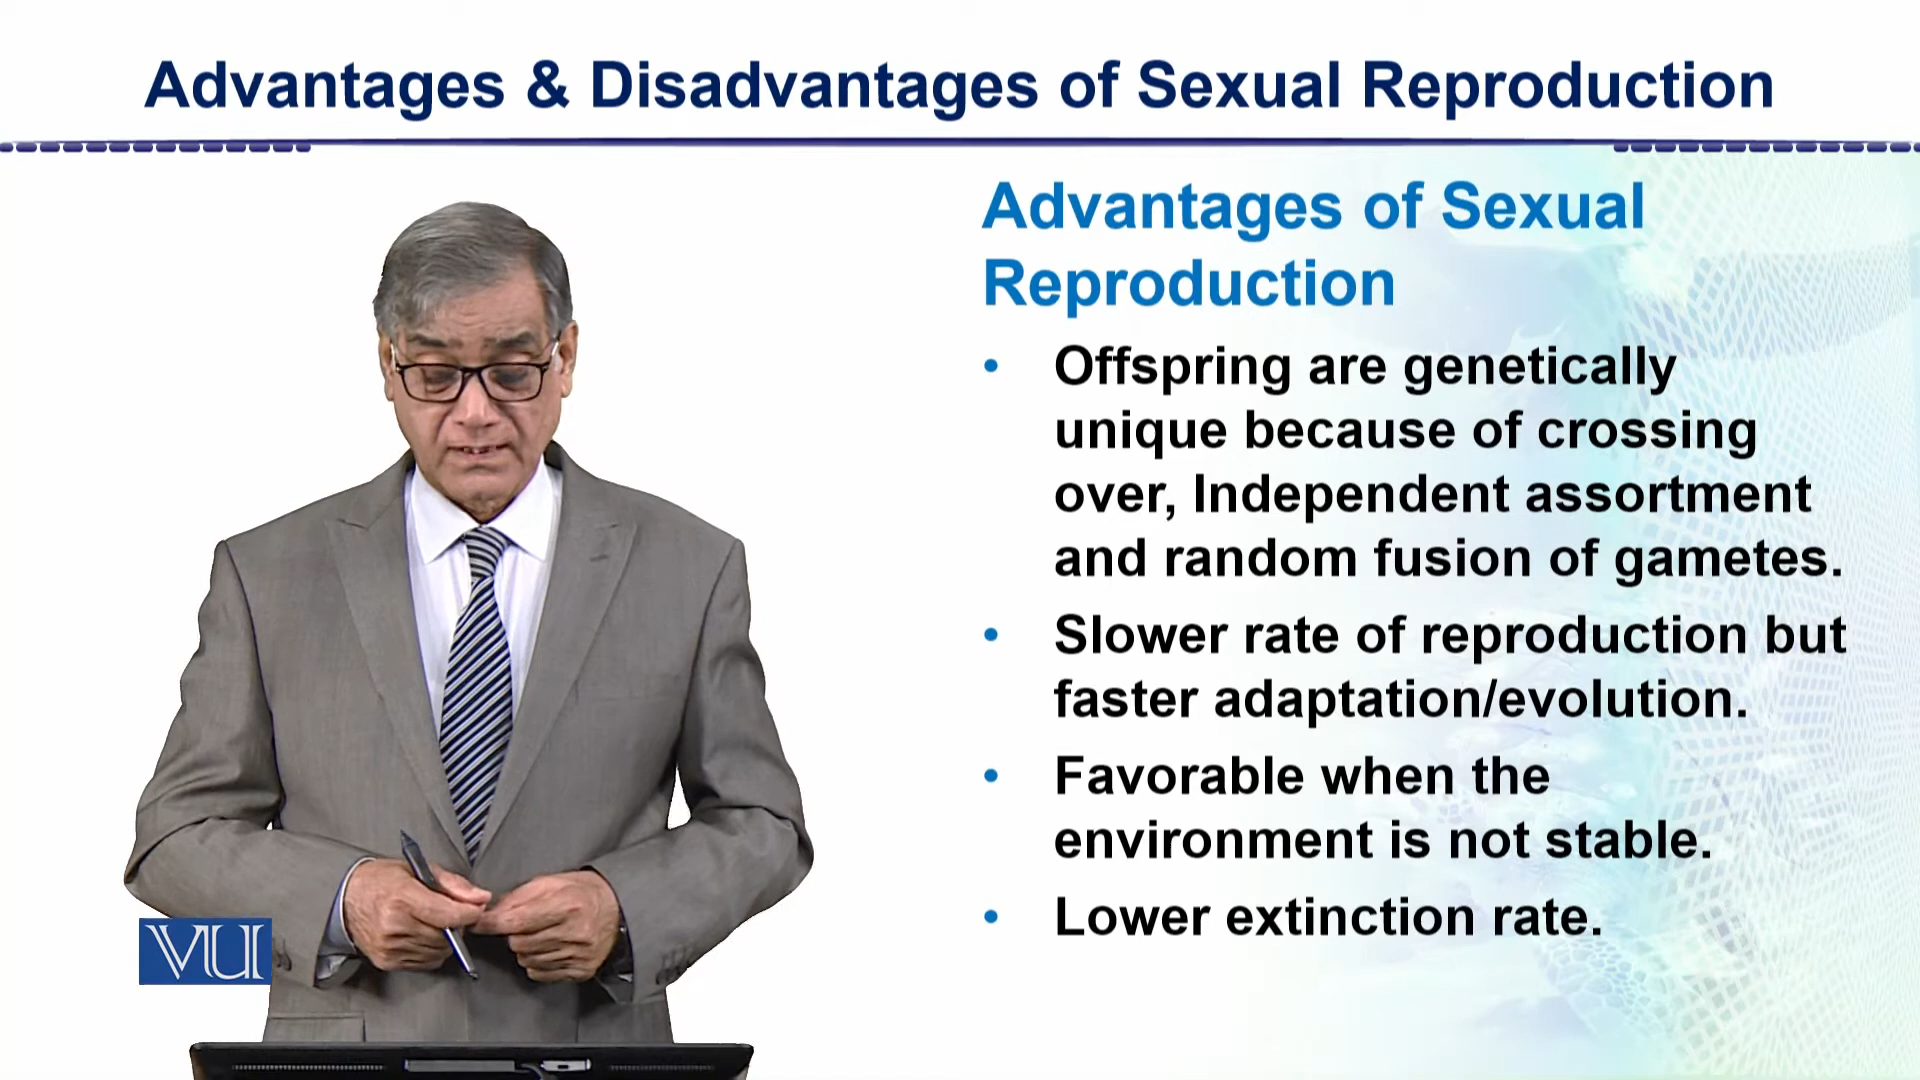 Advantages & Disadvantages of Sexual Reproduction
Advantages of Sexual
Reproduction
• Offspring are genetically
unique because of crossing
over, Independent assortment
and random fusion of gametes.
• Slower rate of reproduction but
faster adaptation/evolution.
• Favorable when the
environment is not stable.
• Lower extinction rate.
VU